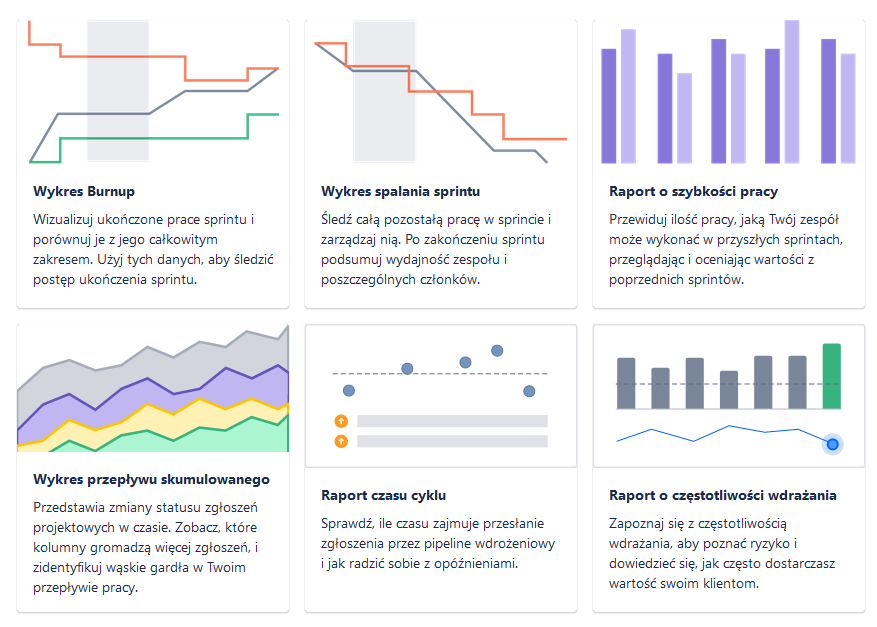 Wykres Burnup
Wizualizuj ukończone prace sprintu i
porównuj je z jego całkowitym
zakresem. Użyj tych danych, aby śledzić
postęp ukończenia sprintu.
Wykres spalania sprintu
Śledź całą pozostałą pracę w sprincie i
zarządzaj nią. Po zakończeniu sprintu
podsumuj wydajność zespołu i
poszczególnych członków.
Raport o szybkości pracy
Przewiduj ilość pracy, jaką Twój zespół
może wykonać w przyszłych sprintach,
przeglądając i oceniając wartości z
poprzednich sprintów.
Wykres przepływu skumulowanego
Przedstawia zmiany statusu zgłoszeń
projektowych w czasie. Zobacz, które
kolumny gromadzą więcej zgłoszeń, i
zidentyfikuj wąskie gardła w Twoim
przepływie pracy.
Raport czasu cyklu
Sprawdź, ile czasu zajmuje przesłanie
zgłoszenia przez pipeline wdrożeniowy
i jak radzić sobie z opóźnieniami.
Raport o częstotliwości wdrażania
Zapoznaj się z częstotliwością
wdrażania, aby poznać ryzyko i
dowiedzieć się, jak często dostarczasz
wartość swoim klientom.